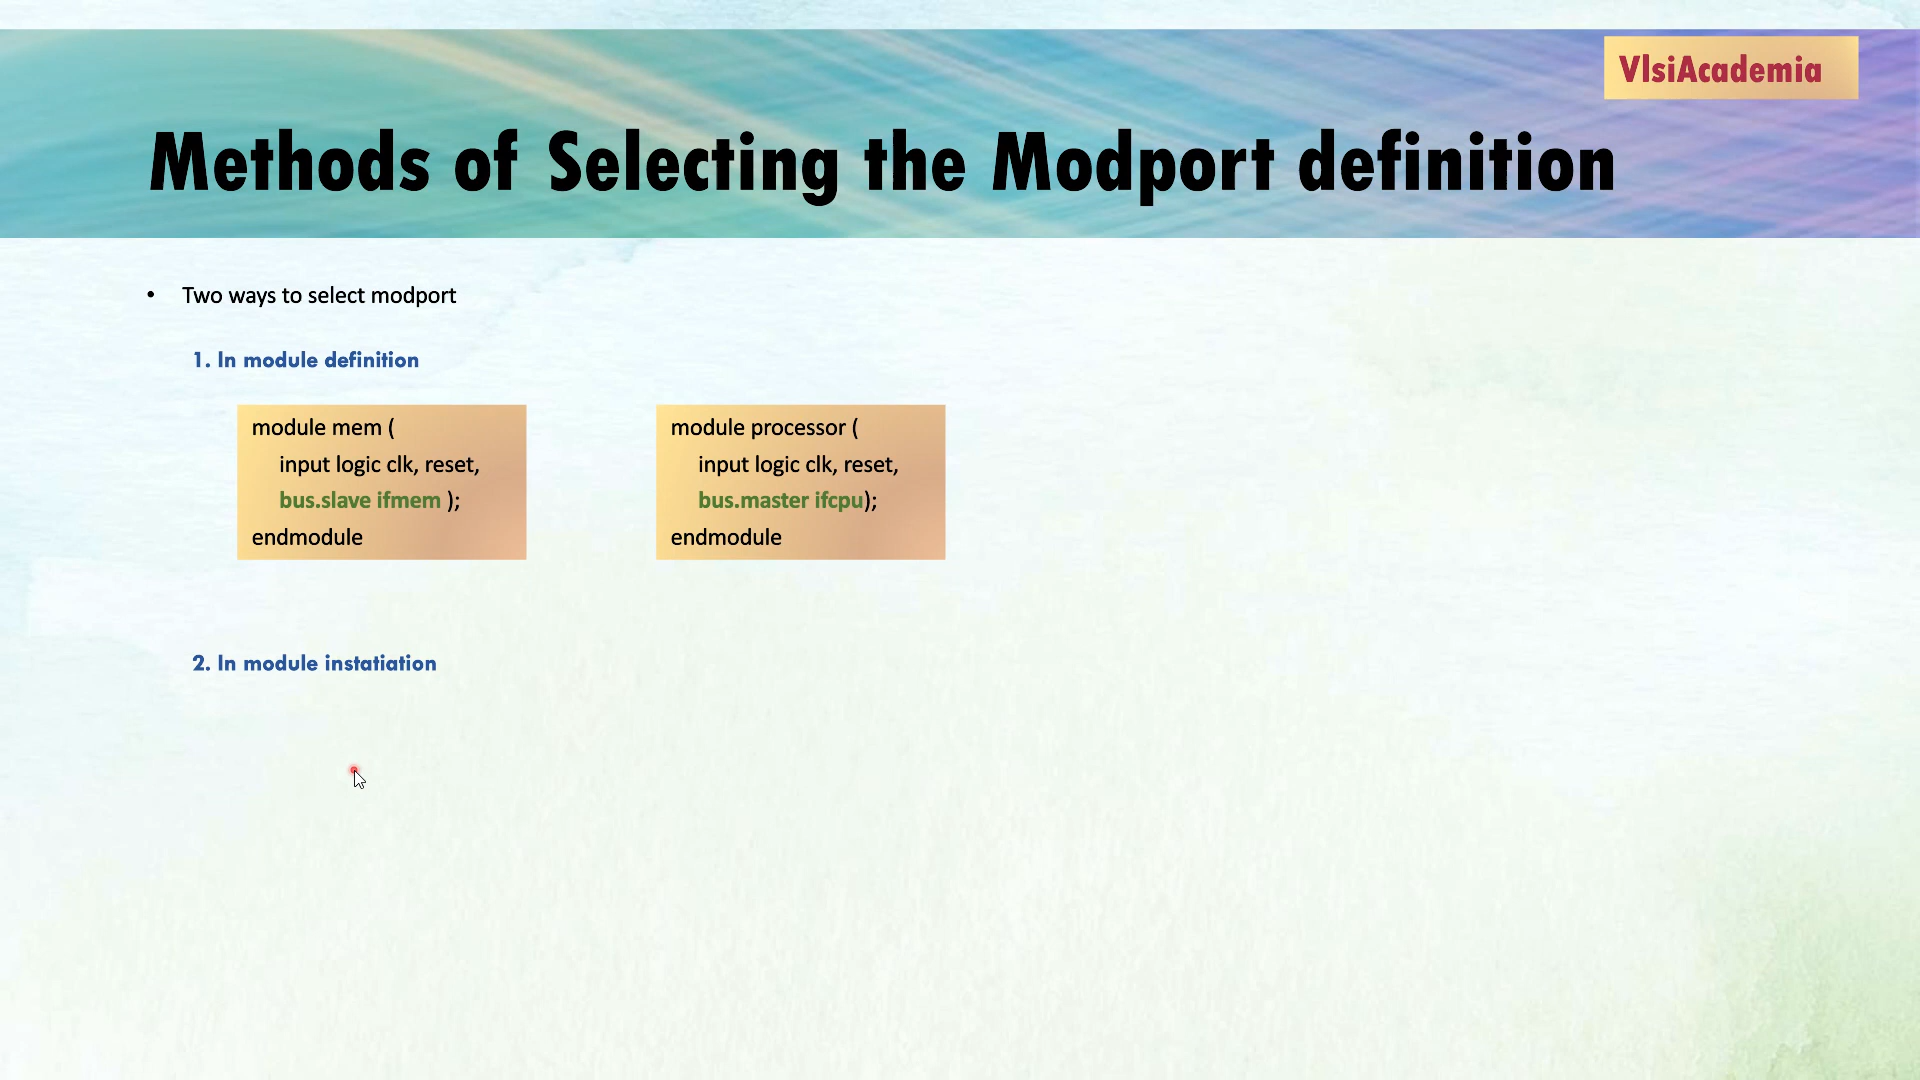 VlsiAcademia
Methods of Selecting the Modport definition
• Two ways to select modport
1. In module definition
module mem (
input logic clk, reset,
bus.slave ifmem );
endmodule
module processor (
input logic clk, reset,
bus.master ifcpu);
endmodule
2. In module instatiation